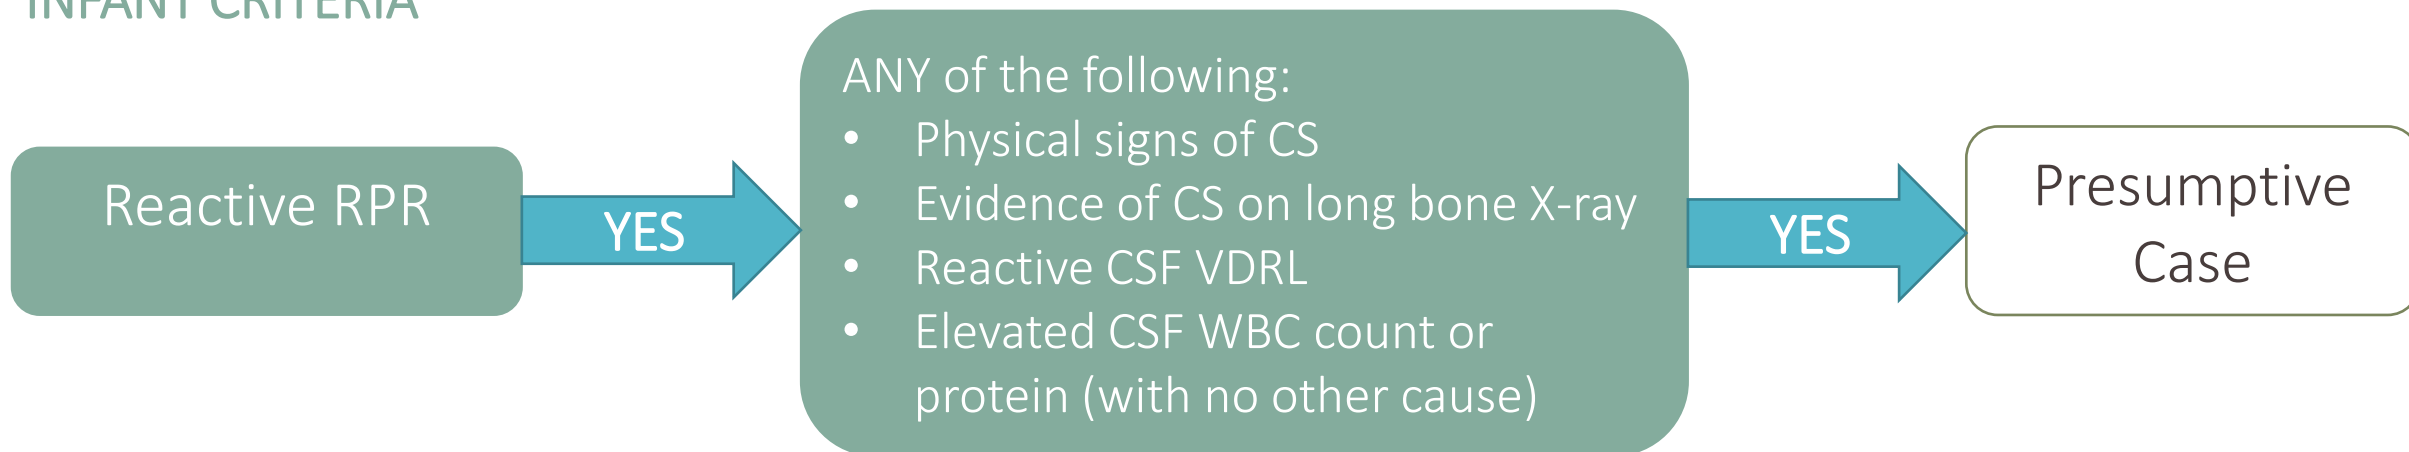 INFANT CRITERIA
Reactive RPR
YES
ANY of the following:
• Physical signs of CS
• Evidence of CS on long bone X-ray
• Reactive CSF VDRL
• Elevated CSF WBC count or
protein (with no other cause)
YES
Presumptive
Case